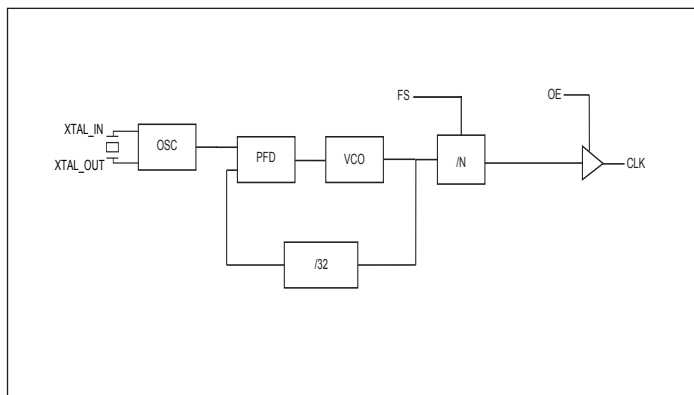 FS
OE
XTAL_IN
OSC
PFD
VCO
/N
CLK
XTAL_OUT
/32